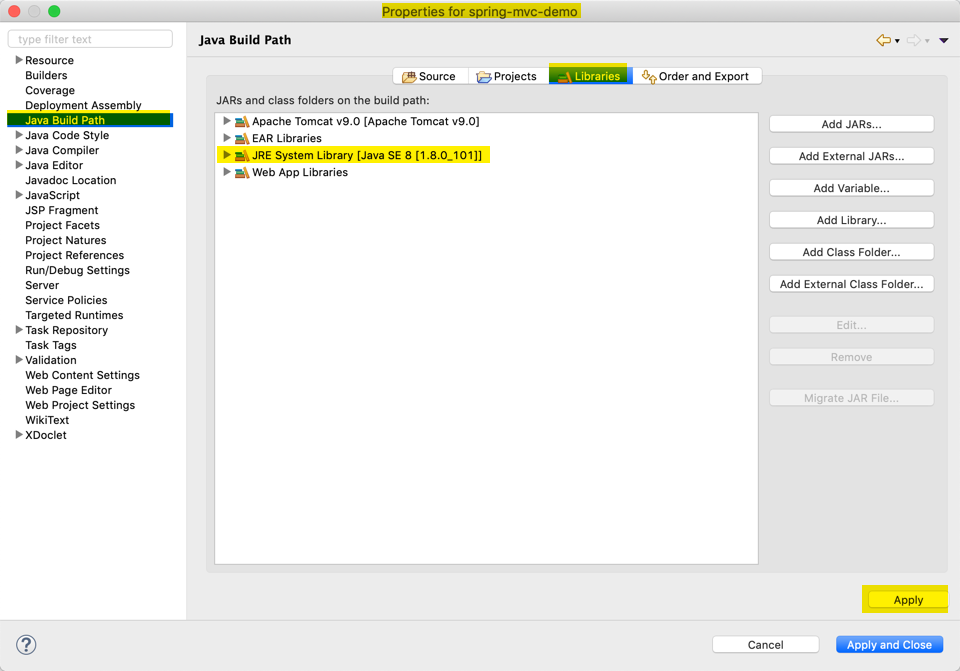 Properties for spring-mvc-demo
type filter text
Resource
Builders
Coverage
Deployment Assembly
Java Build Path
Java Code Style
Java Compiler
Java Editor
Javadoc Location
JavaScript
JSP Fragment
Project Facets
Project Natures
Project References
Run/Debug Settings
Server
Service Policies
Targeted Runtimes
Task Repository
Task Tags
Validation
Web Content Settings
Web Page Editor
Web Project Settings
WikiText
XDoclet
Java Build Path
Source Projects Libraries Order and Export
JARs and class folders on the build path:
Apache Tomcat v9.0 [Apache Tomcat v9.0]
EAR Libraries
JRE System Library [Java SE 8 [1.8.0_101]]
Web App Libraries
Add JARs...
Add External JARs...
Add Variable...
Add Library...
Add Class Folder...
Add External Class Folder...
Edit...
Remove
Migrate JAR File...
Apply
?
Cancel Apply and Close